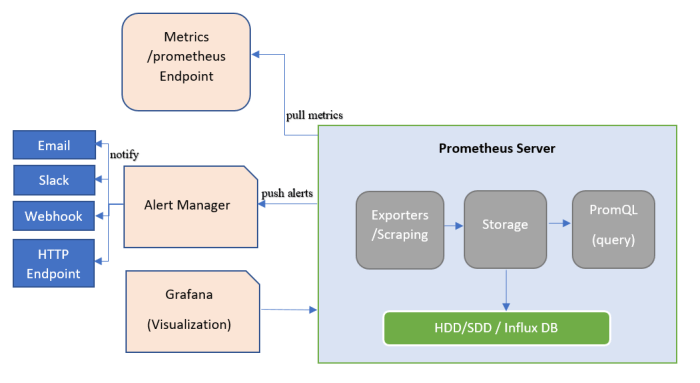 Metrics
/prometheus
Endpoint
pull metrics
Email
notify
Slack
Webhook
HTTP
Endpoint
Alert Manager
push alerts
Grafana
(Visualization)
Prometheus Server
Exporters
/Scraping
Storage
PromQL
(query)
HDD/SDD / Influx DB